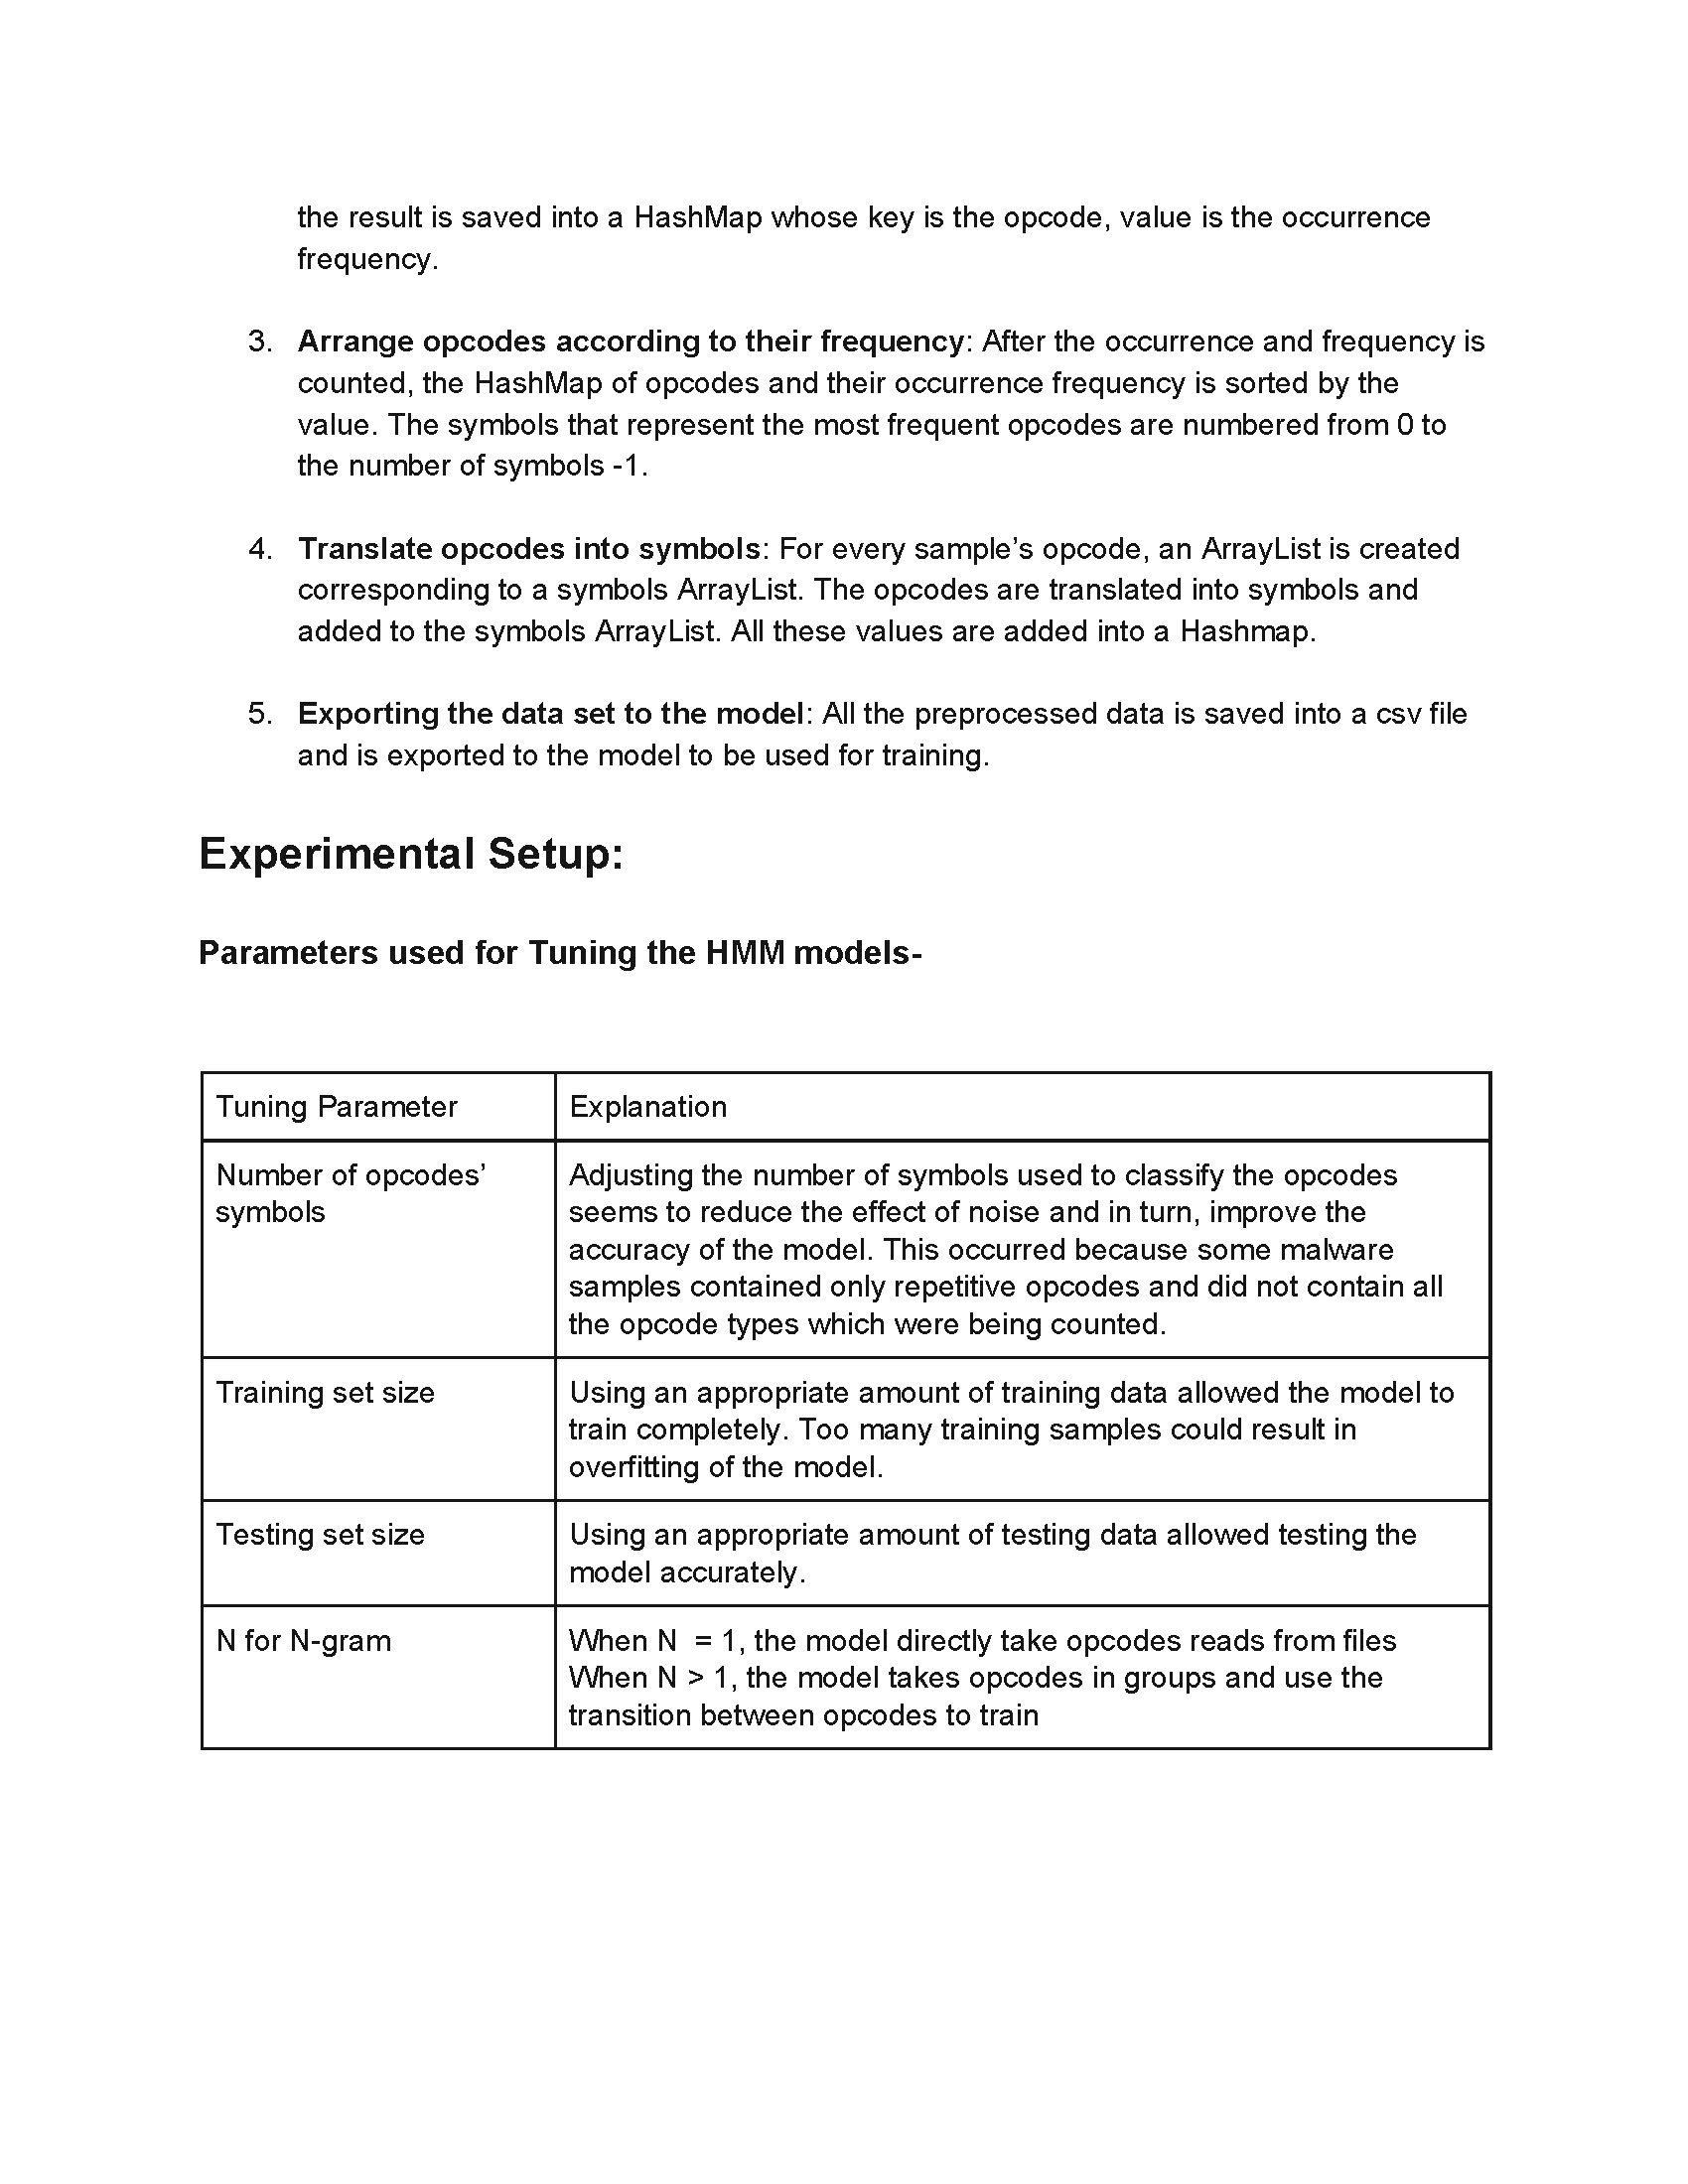 the result is saved into a HashMap whose key is the opcode, value is the occurrence
frequency.
3. Arrange opcodes according to their frequency: After the occurrence and frequency is
counted, the HashMap of opcodes and their occurrence frequency is sorted by the
value. The symbols that represent the most frequent opcodes are numbered from 0 to
the number of symbols -1.
4. Translate opcodes into symbols: For every sample’s opcode, an ArrayList is created
corresponding to a symbols ArrayList. The opcodes are translated into symbols and
added to the symbols ArrayList. All these values are added into a Hashmap.
5. Exporting the data set to the model: All the preprocessed data is saved into a csv file
and is exported to the model to be used for training.
Experimental Setup:
Parameters used for Tuning the HMM models-
Tuning Parameter
Explanation
Number of opcodes’
symbols
Adjusting the number of symbols used to classify the opcodes
seems to reduce the effect of noise and in turn, improve the
accuracy of the model. This occurred because some malware
samples contained only repetitive opcodes and did not contain all
the opcode types which were being counted.
Training set size
Using an appropriate amount of training data allowed the model to
train completely. Too many training samples could result in
overfitting of the model.
Testing set size
Using an appropriate amount of testing data allowed testing the
model accurately.
N for N-gram
When N  = 1, the model directly take opcodes reads from files
When N > 1, the model takes opcodes in groups and use the
transition between opcodes to train